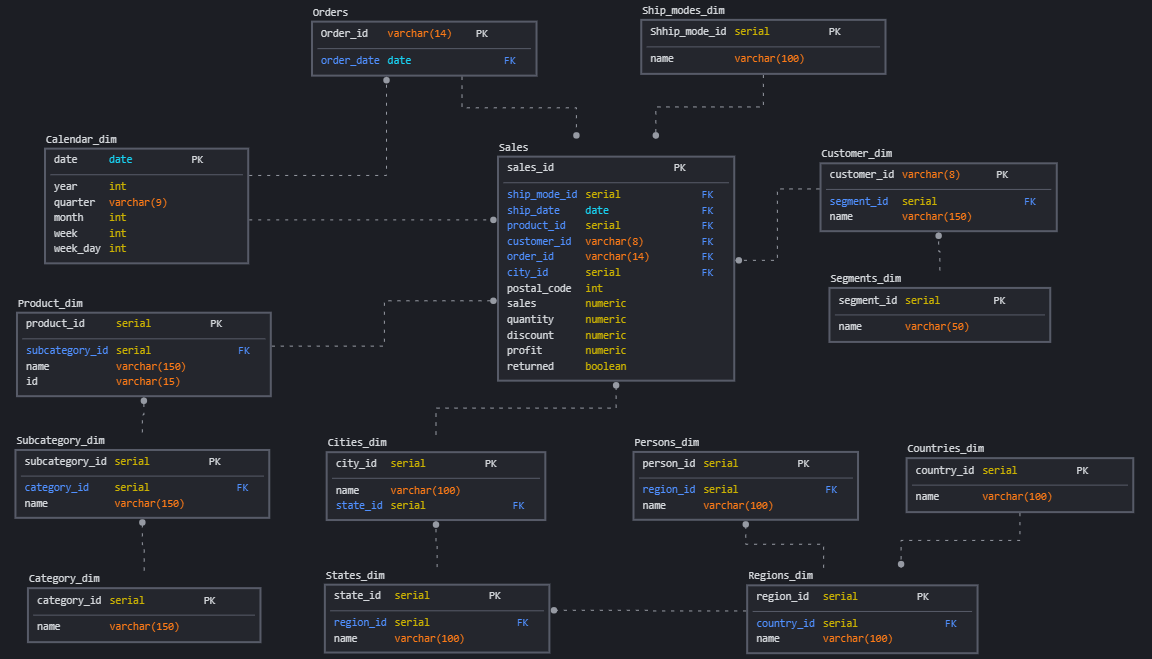 Orders
Order_id varchar(14) PK
order_date date FK
Ship_modes_dim
Shhip_mode_id serial PK
name varchar(100)
Calendar_dim
date date PK
year int
quarter varchar(9)
month int
week int
week_day int
Sales
sales_id PK
ship_mode_id serial FK
ship_date date FK
product_id serial FK
customer_id varchar(8) FK
order_id varchar(14) FK
city_id serial FK
postal_code int
sales numeric
quantity numeric
discount numeric
profit numeric
returned boolean
Customer_dim
customer_id varchar(8) PK
segment_id serial FK
name varchar(150)
Segments_dim
segment_id serial PK
name varchar(50)
Product_dim
product_id serial PK
subcategory_id serial FK
name varchar(150)
id varchar(15)
Subcategory_dim
subcategory_id serial PK
category_id serial FK
name varchar(150)
Category_dim
category_id serial PK
name varchar(150)
Cities_dim
city_id serial PK
name varchar(100)
state_id serial FK
States_dim
state_id serial PK
region_id serial FK
name varchar(100)
Persons_dim
person_id serial PK
region_id serial FK
name varchar(100)
Countries_dim
country_id serial PK
name varchar(100)
Regions_dim
region_id serial PK
country_id serial FK
name varchar(100)